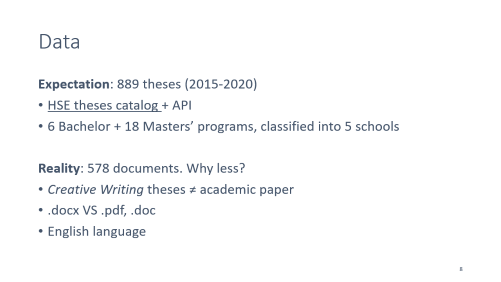 Data
Expectation: 889 theses (2015-2020)
• HSE theses catalog + API
• 6 Bachelor + 18 Masters’ programs, classified into 5 schools
Reality: 578 documents. Why less?
• Creative Writing theses ≠ academic paper
• .docx VS .pdf, .doc
• English language
8